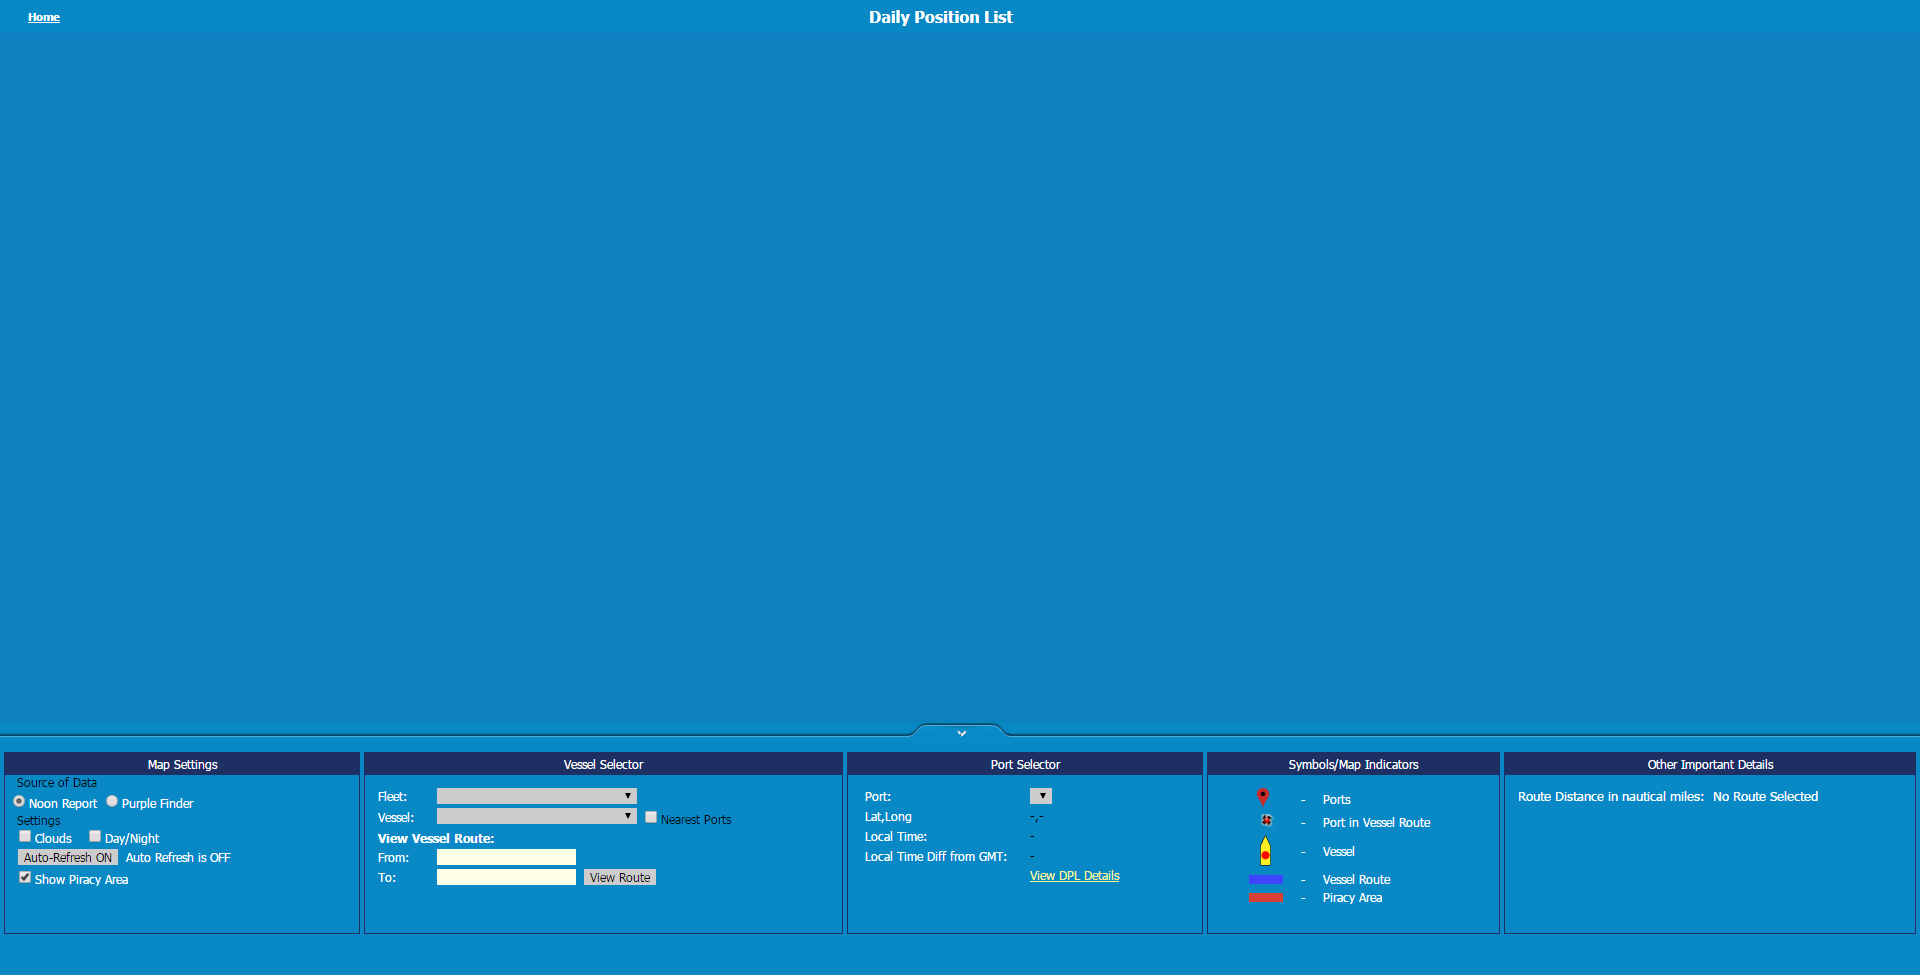 Home
Daily Position List
Map Settings
Source of Data
Noon Report Purple Finder
Settings
Clouds Day/Night
Auto-Refresh ON Auto Refresh is OFF
Show Piracy Area
Vessel Selector
Fleet:
Vessel: Nearest Ports
View Vessel Route:
From:
To: View Route
Port Selector
Port:
Lat,Long -,-
Local Time: -
Local Time Diff from GMT: -
View DPL Details
Symbols/Map Indicators
- Ports
- Port in Vessel Route
- Vessel
- Vessel Route
- Piracy Area
Other Important Details
Route Distance in nautical miles: No Route Selected